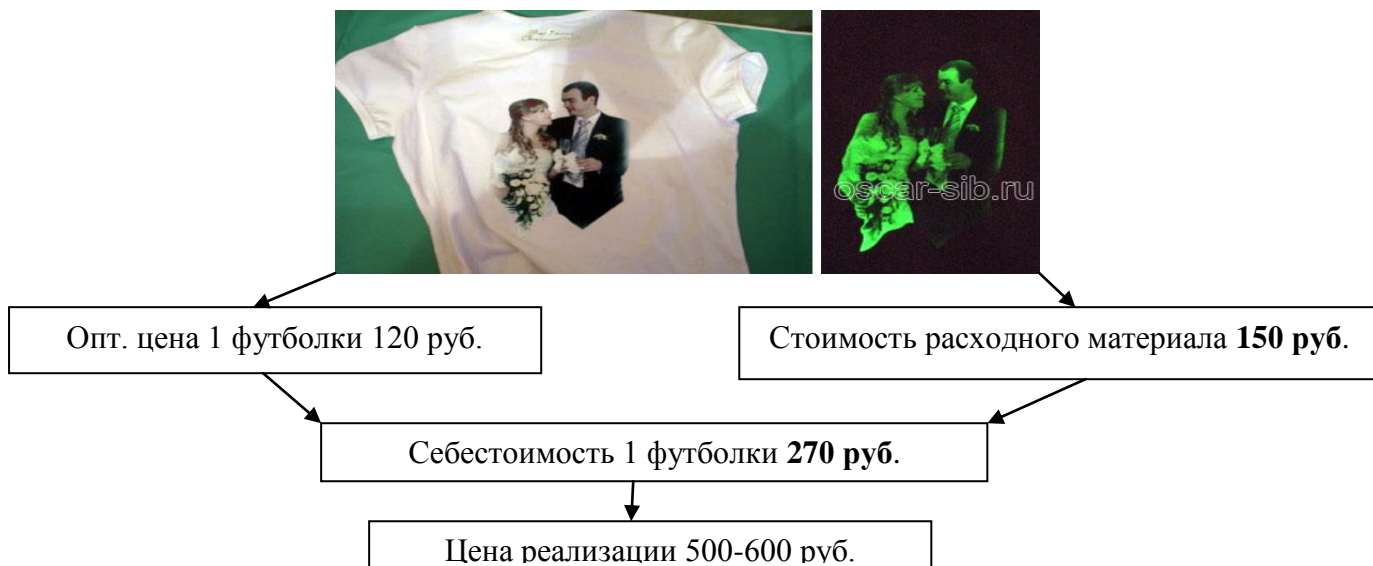 oscar-sib.ru
Опт. цена 1 футболки 120 руб.
Стоимость расходного материала 150 руб.
Себестоимость 1 футболки 270 руб.
Цена реализации 500-600 руб.